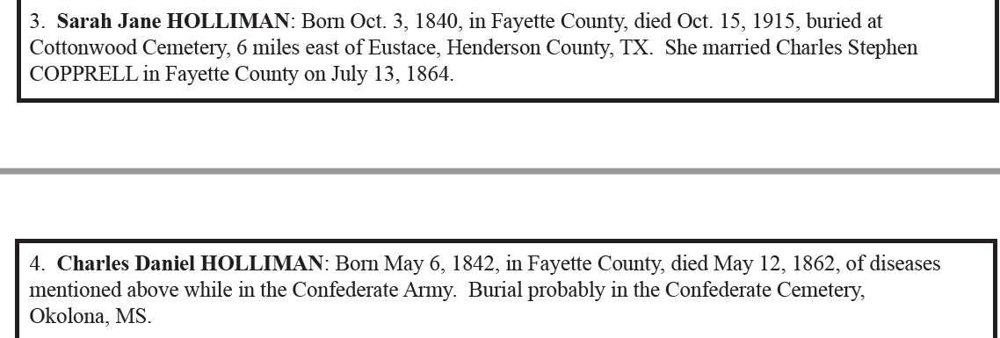 3.  Sarah Jane HOLLIMAN: Born Oct. 3, 1840, in Fayette County, died Oct. 15, 1915, buried at
Cottonwood Cemetery, 6 miles east of Eustace, Henderson County, TX.  She married Charles Stephen
COPPRELL in Fayette County on July 13, 1864.
4.  Charles Daniel HOLLIMAN: Born May 6, 1842, in Fayette County, died May 12, 1862, of diseases
mentioned above while in the Confederate Army.  Burial probably in the Confederate Cemetery,
Okolona, MS.